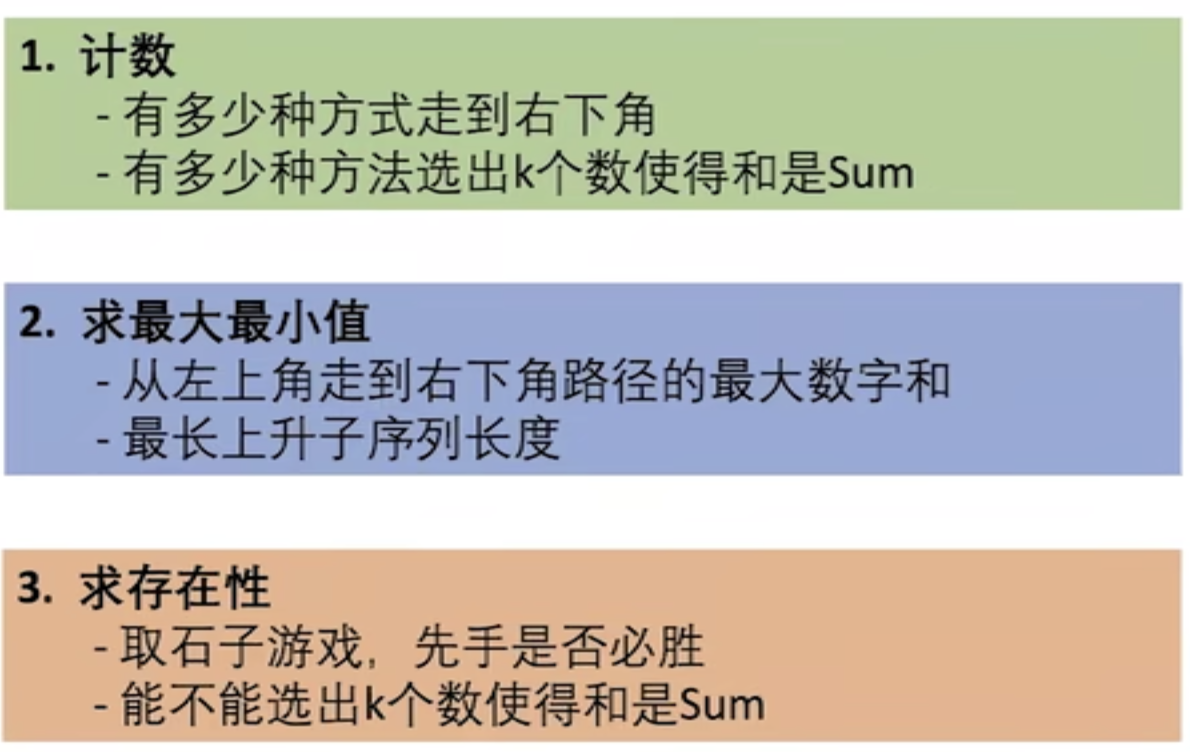 1. 计数
- 有多少种方式走到右下角
- 有多少种方法选出k个数使得和是Sum
2. 求最大最小值
- 从左上角走到右下角路径的最大数字和
- 最长上升子序列长度
3. 求存在性
- 取石子游戏，先手是否必胜
- 能不能选出k个数使得和是Sum